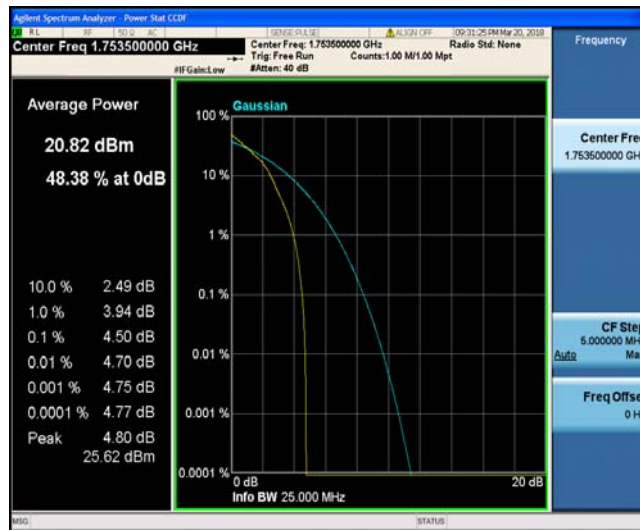 Agilent Spectrum Analyzer - Power Stat CCDF
RL RF 50 Ω AC SENSE:PULSE ALIGN OFF 09:31:25 PM Mar 20, 2018
Center Freq 1.753500000 GHz
Center Freq: 1.753500000 GHz Radio Std: None
Trig: Free Run Counts:1.00 M/1.00 Mpt
#IFGain:Low #Atten: 40 dB
Frequency
Average Power
20.82 dBm
48.38 % at 0dB
10.0 % 2.49 dB
1.0 % 3.94 dB
0.1 % 4.50 dB
0.01 % 4.70 dB
0.001 % 4.75 dB
0.0001 % 4.77 dB
Peak 4.80 dB
25.62 dBm
Gaussian
100 %
10 %
1 %
0.1 %
0.01 %
0.001 %
0.0001 %
0 dB 20 dB
Info BW 25.000 MHz
Center Fre
1.753500000 GH
CF Step
5.000000 MH
Auto Ma
Freq Offse
0 H
MSG STATUS